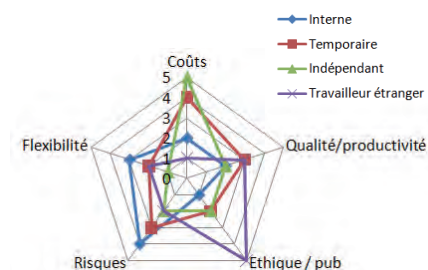 Interne
Temporaire
Indépendant
Travailleur étranger
Coûts
5
4
3
2
1
0
Flexibilité
Qualité/productivité
Risques
Ethique / pub